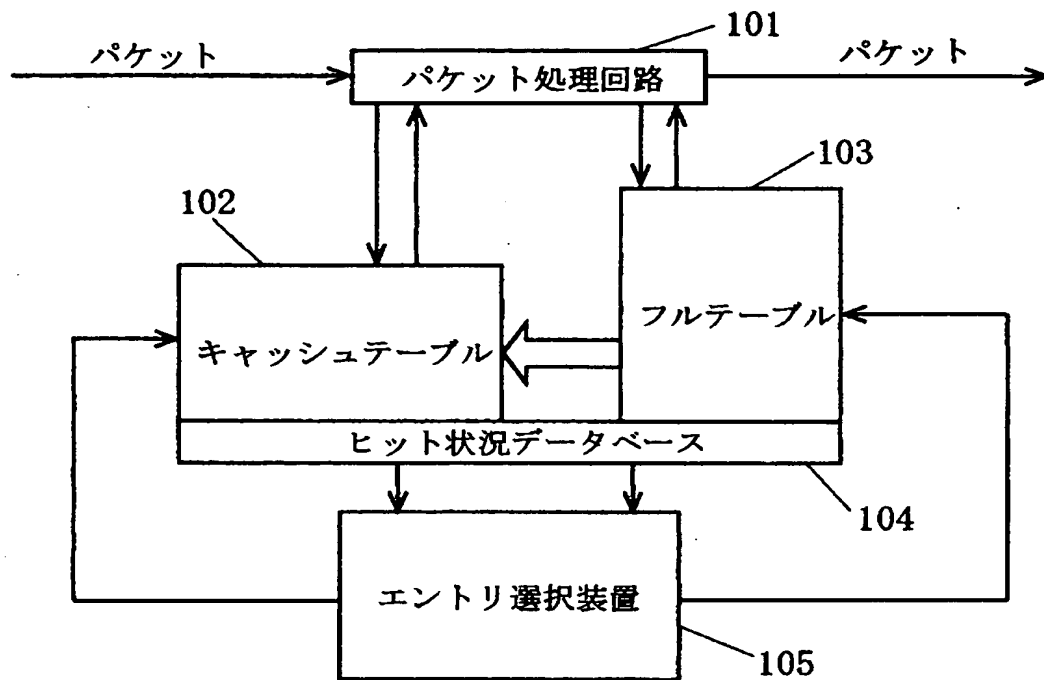 101
パケット
パケット処理回路
パケット
103
102
フルテーブル
キャッシュテーブル
ヒット状況データベース
104
エントリ選択装置
105